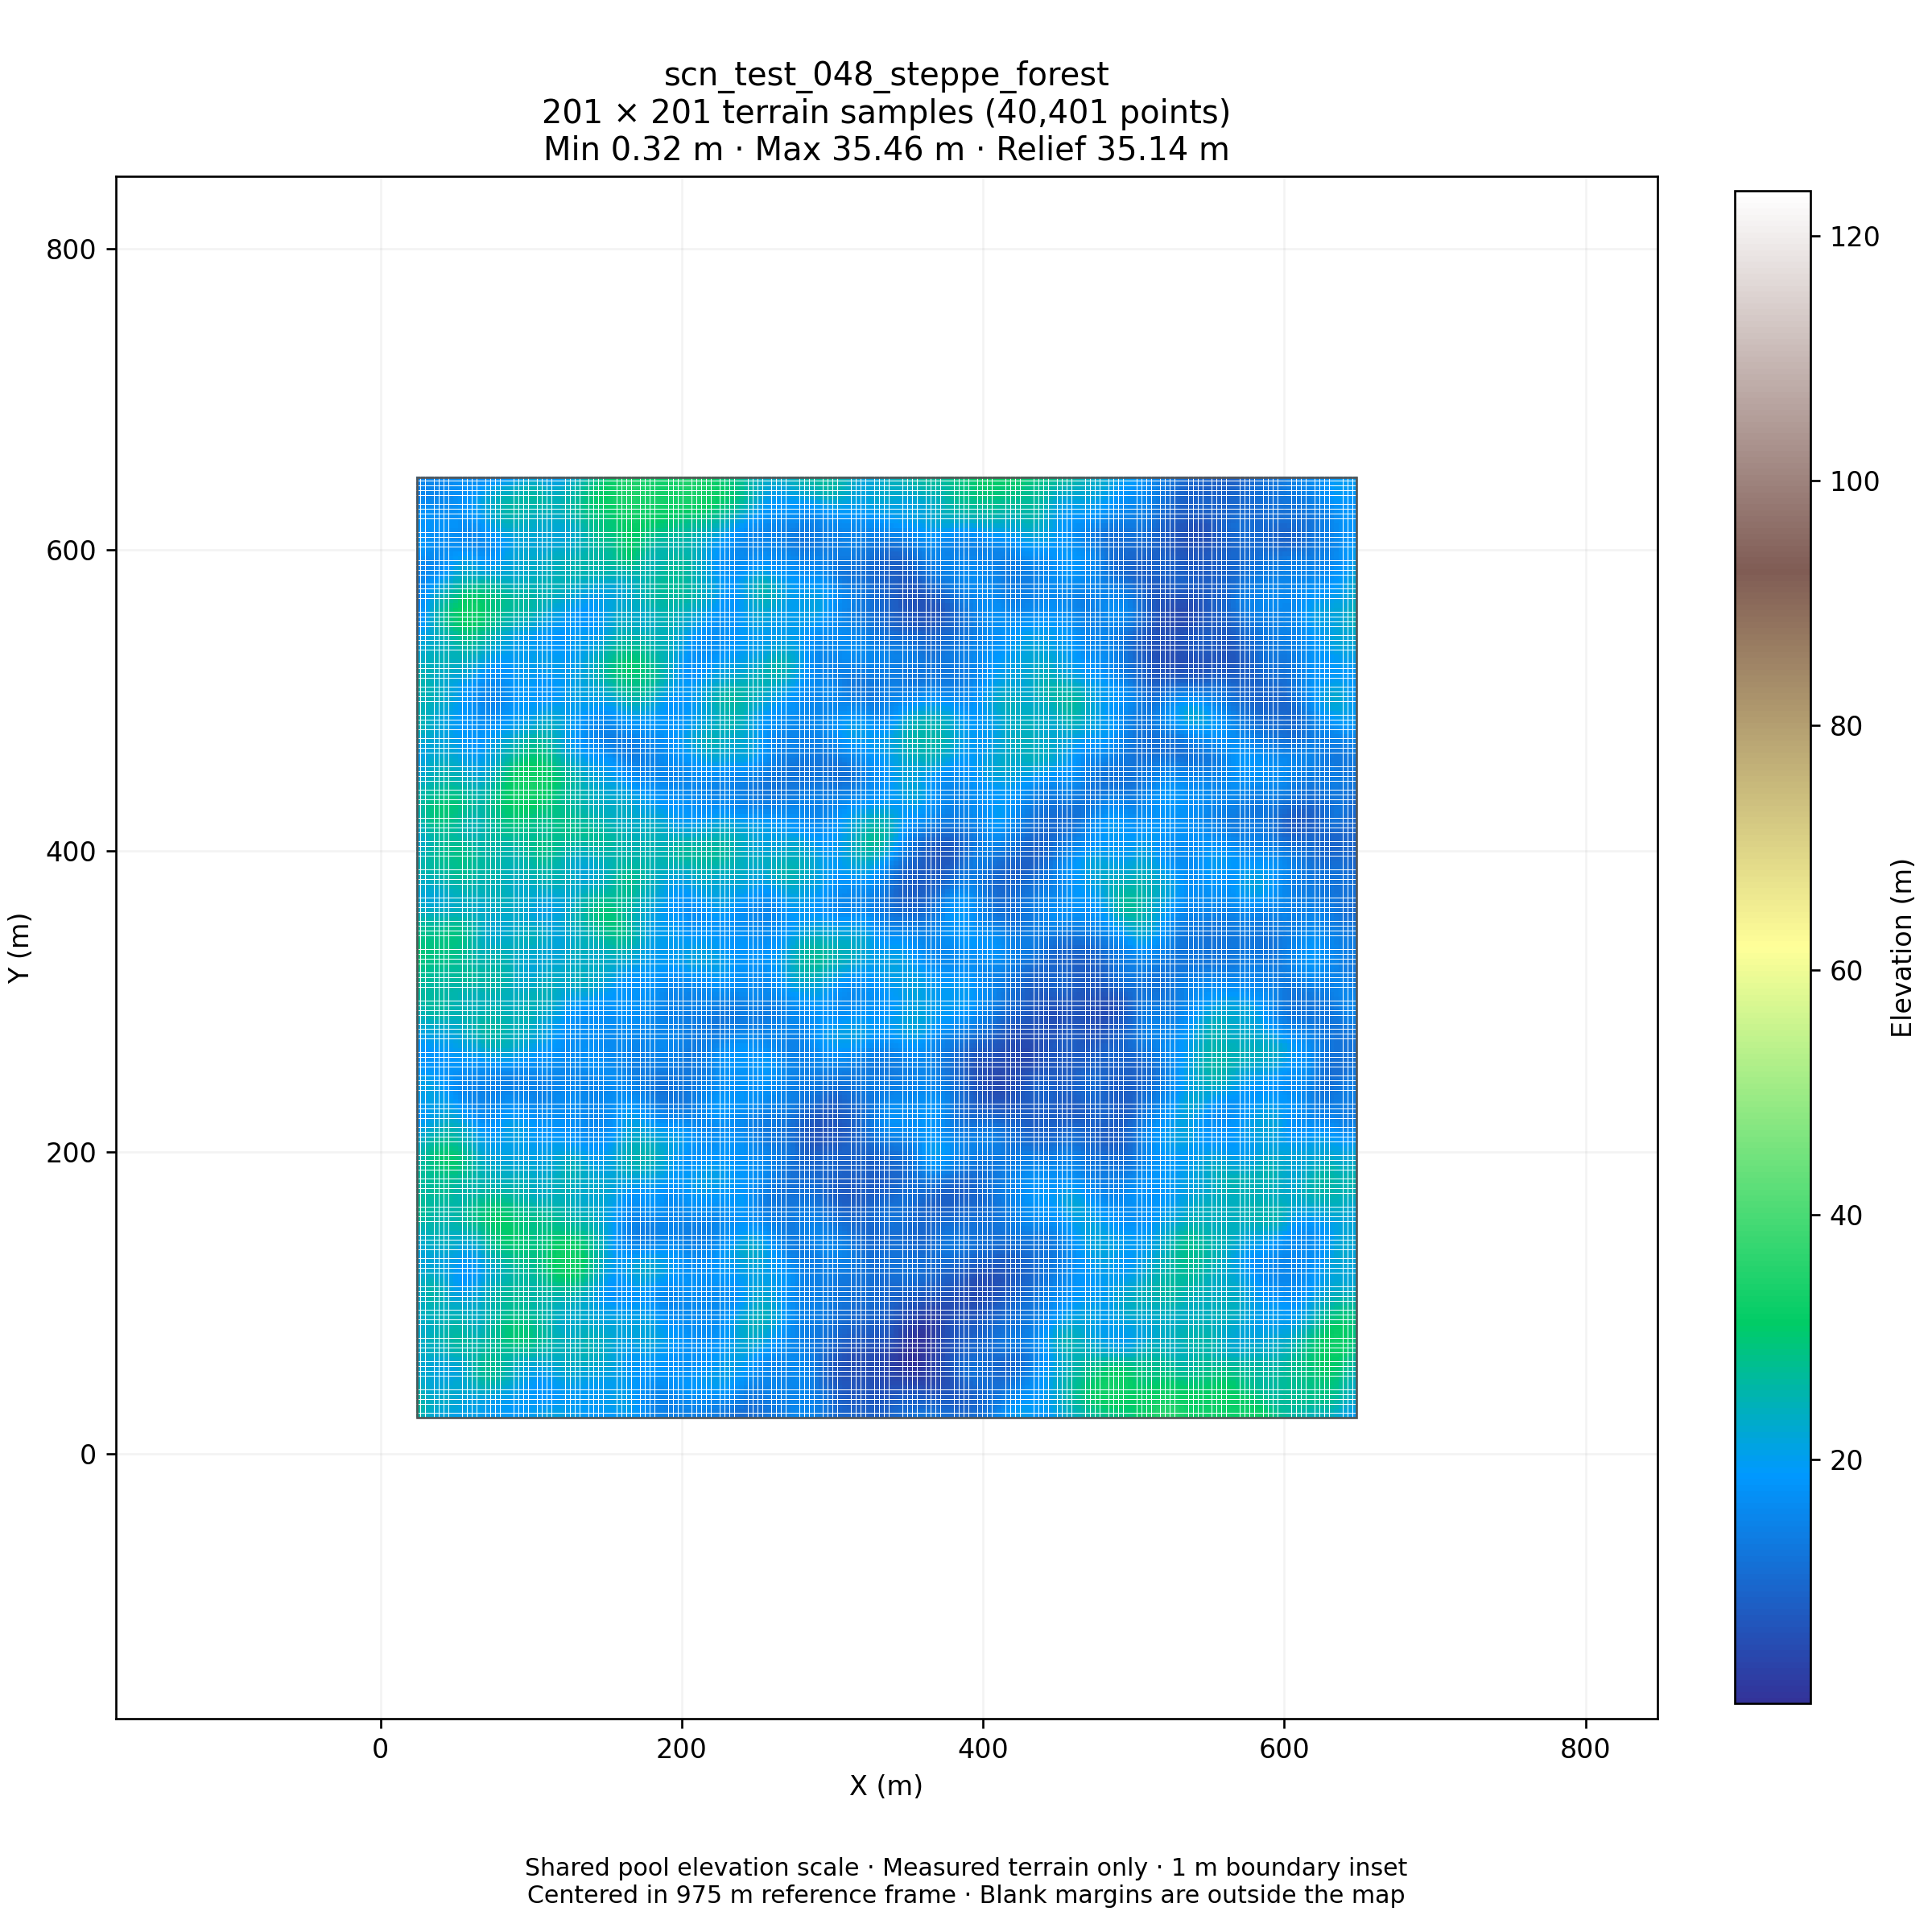 scn_test_048_steppe_forest
201 × 201 terrain samples (40,401 points)
Min 0.32 m · Max 35.46 m · Relief 35.14 m
800
600
400
200
0
Y (m)
0
200
400
600
800
X (m)
120
100
80
60
40
20
Elevation (m)
Shared pool elevation scale · Measured terrain only · 1 m boundary inset
Centered in 975 m reference frame · Blank margins are outside the map